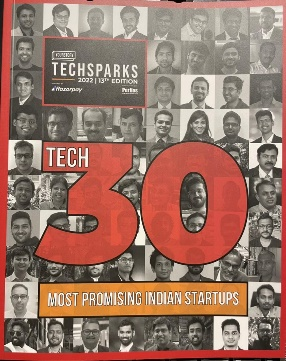 YOURSTORY
TECHSPARKS
2022 | 13TH EDITION
Razorpay
TECH
30
MOST PROMISING INDIAN STARTUPS